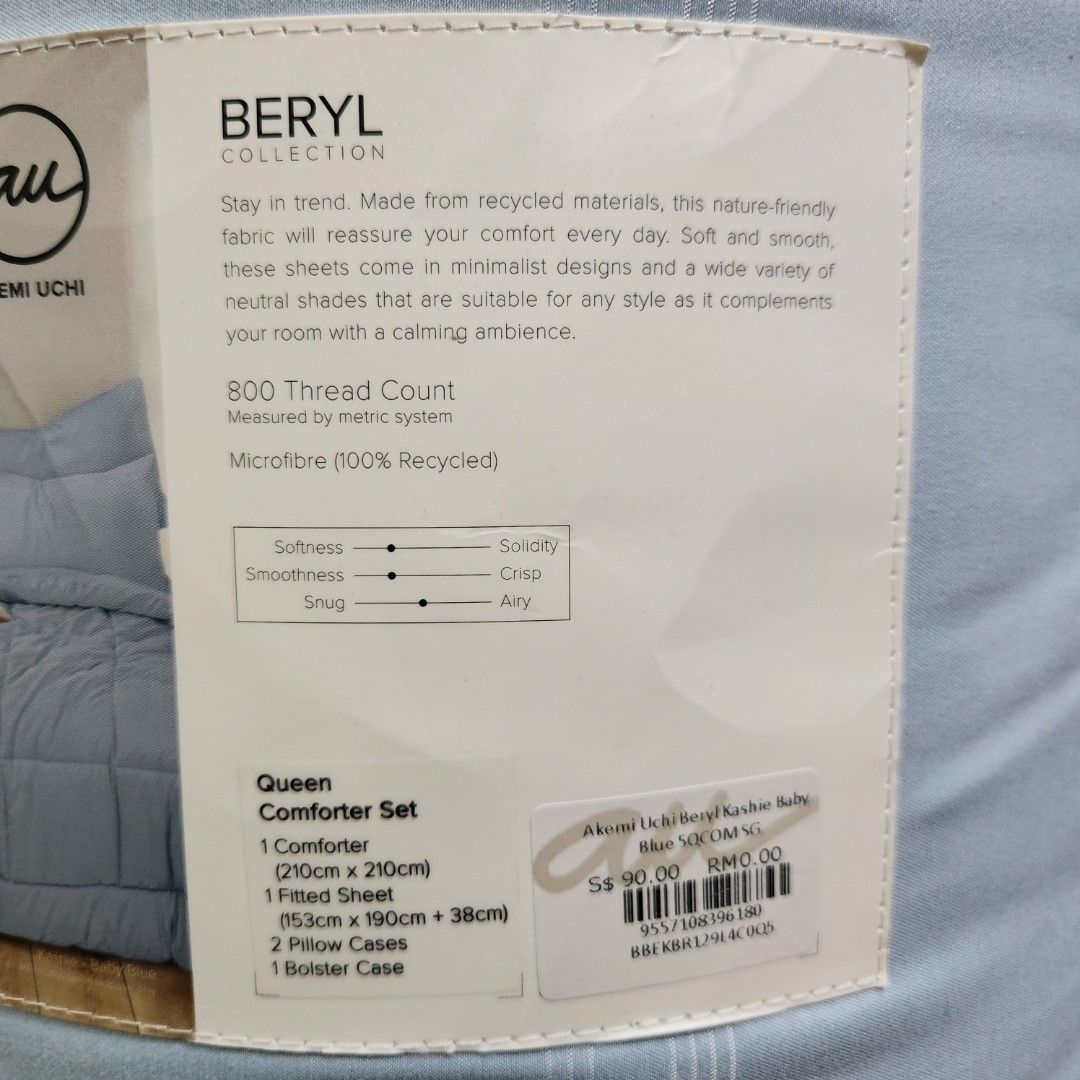 au
EMI UCHI
BERYL
COLLECTION
Stay in trend. Made from recycled materials, this nature-friendly
fabric will reassure your comfort every day. Soft and smooth,
these sheets come in minimalist designs and a wide variety of
neutral shades that are suitable for any style as it complements
your room with a calming ambience.
800 Thread Count
Measured by metric system
Microfibre (100% Recycled)
Softness Solidity
Smoothness Crisp
Snug Airy
Queen
Comforter Set
1 Comforter
(210cm x 210cm)
1 Fitted Sheet
(153cm x 190cm + 38cm)
2 Pillow Cases
1 Bolster Case
au
Akemi Uchi Beryl Kashie Baby
Blue 5QCOM SG
S$ 90.00 RM0.00
9557108396180
BBEKBR129L4C0Q5
Baby Blue